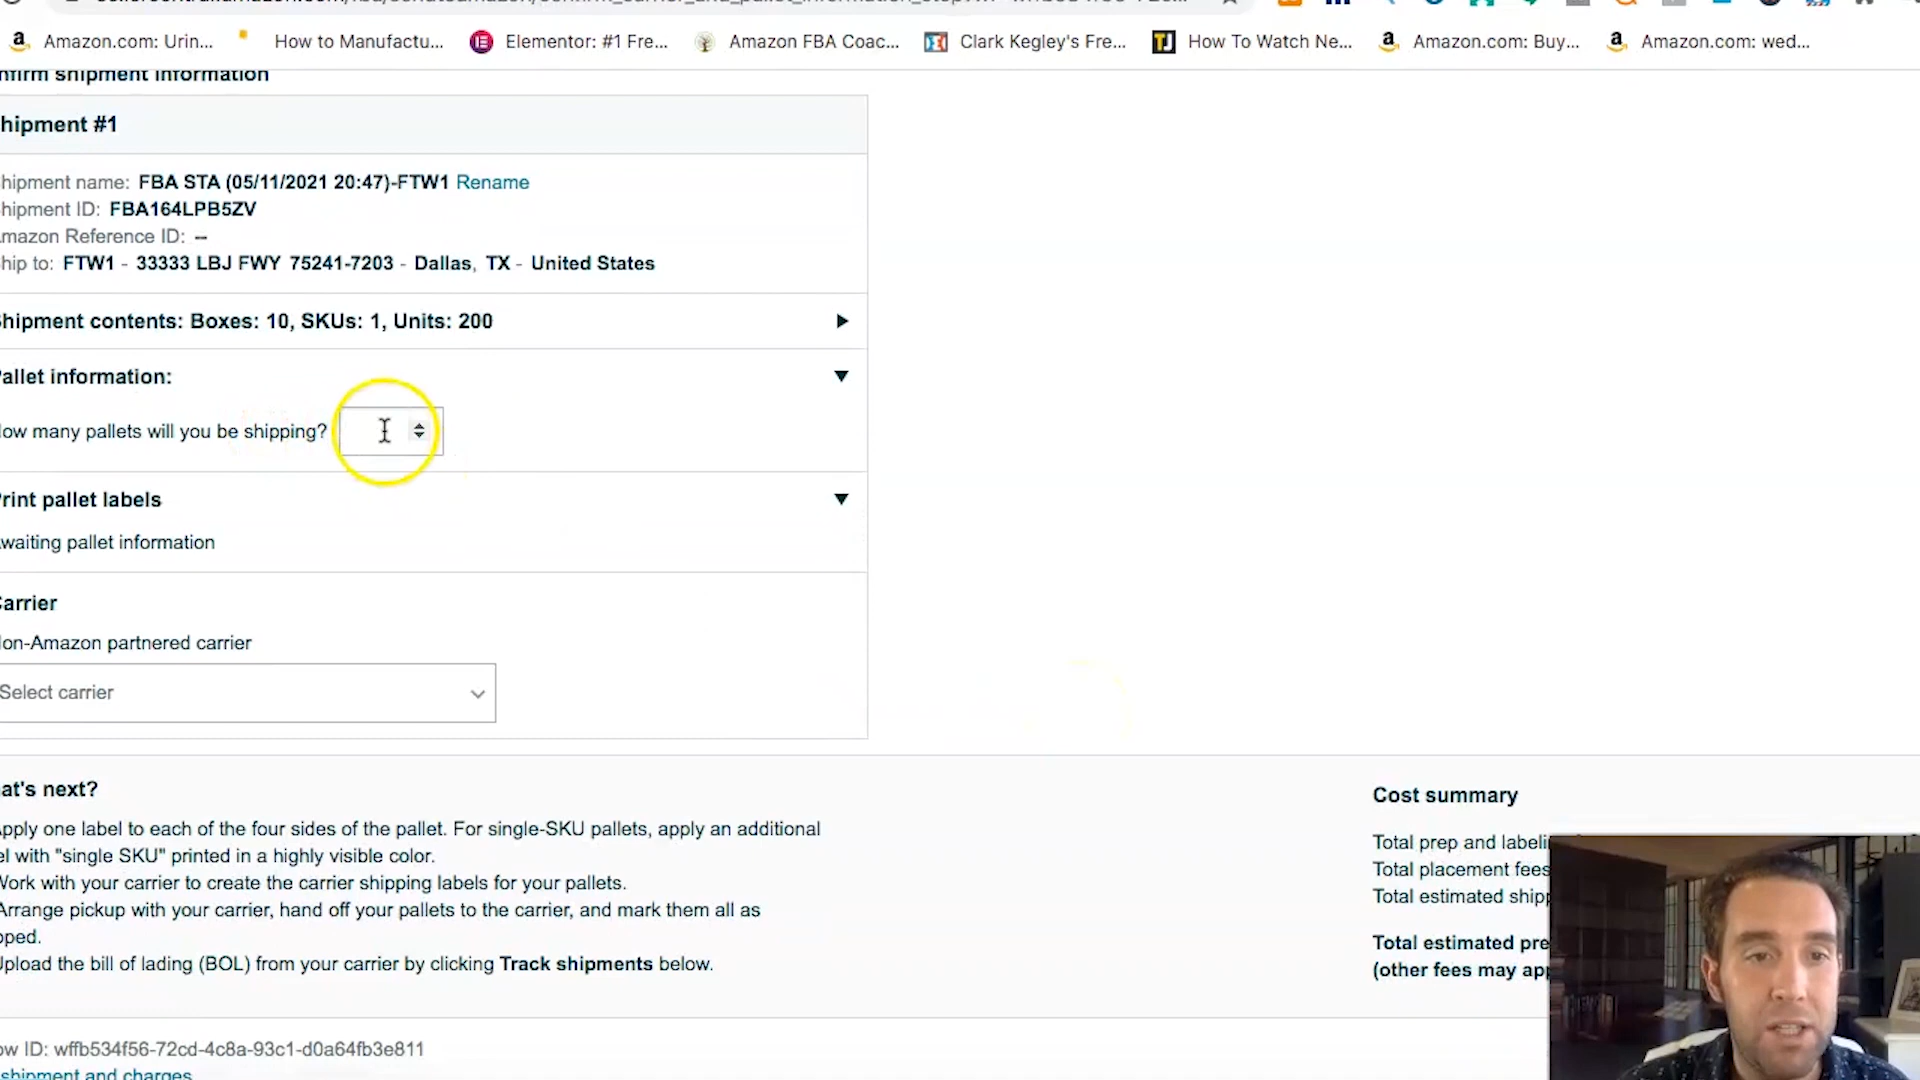 Amazon.com: Urin...
How to Manufactu...
Elementor: #1 Fre...
Amazon FBA Coac...
Clark Kegley's Fre...
How To Watch Ne...
Amazon.com: Buy...
Amazon.com: wed...
nfirm shipment information
hipment #1
hipment name: FBA STA (05/11/2021 20:47)-FTW1 Rename
hipment ID: FBA164LPB5ZV
mazon Reference ID: --
hip to: FTW1 - 33333 LBJ FWY 75241-7203 - Dallas, TX - United States
hipment contents: Boxes: 10, SKUs: 1, Units: 200
allet information:
ow many pallets will you be shipping?
rint pallet labels
waiting pallet information
arrier
on-Amazon partnered carrier
Select carrier
at's next?
pply one label to each of the four sides of the pallet. For single-SKU pallets, apply an additional
el with "single SKU" printed in a highly visible color.
Work with your carrier to create the carrier shipping labels for your pallets.
Arrange pickup with your carrier, hand off your pallets to the carrier, and mark them all as
pped.
Upload the bill of lading (BOL) from your carrier by clicking Track shipments below.
Cost summary
Total prep and labeli
Total placement fees
Total estimated shipp
Total estimated pre
(other fees may app
ow ID: wffb534f56-72cd-4c8a-93c1-d0a64fb3e811
shipment and charges